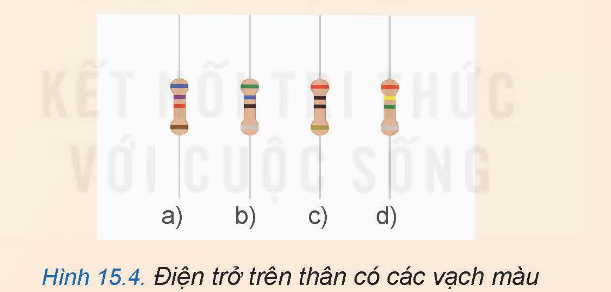 KẾT NỐI TRI THỨC
VỚI CUỘC SỐNG
a) b) c) d)
Hình 15.4. Điện trở trên thân có các vạch màu